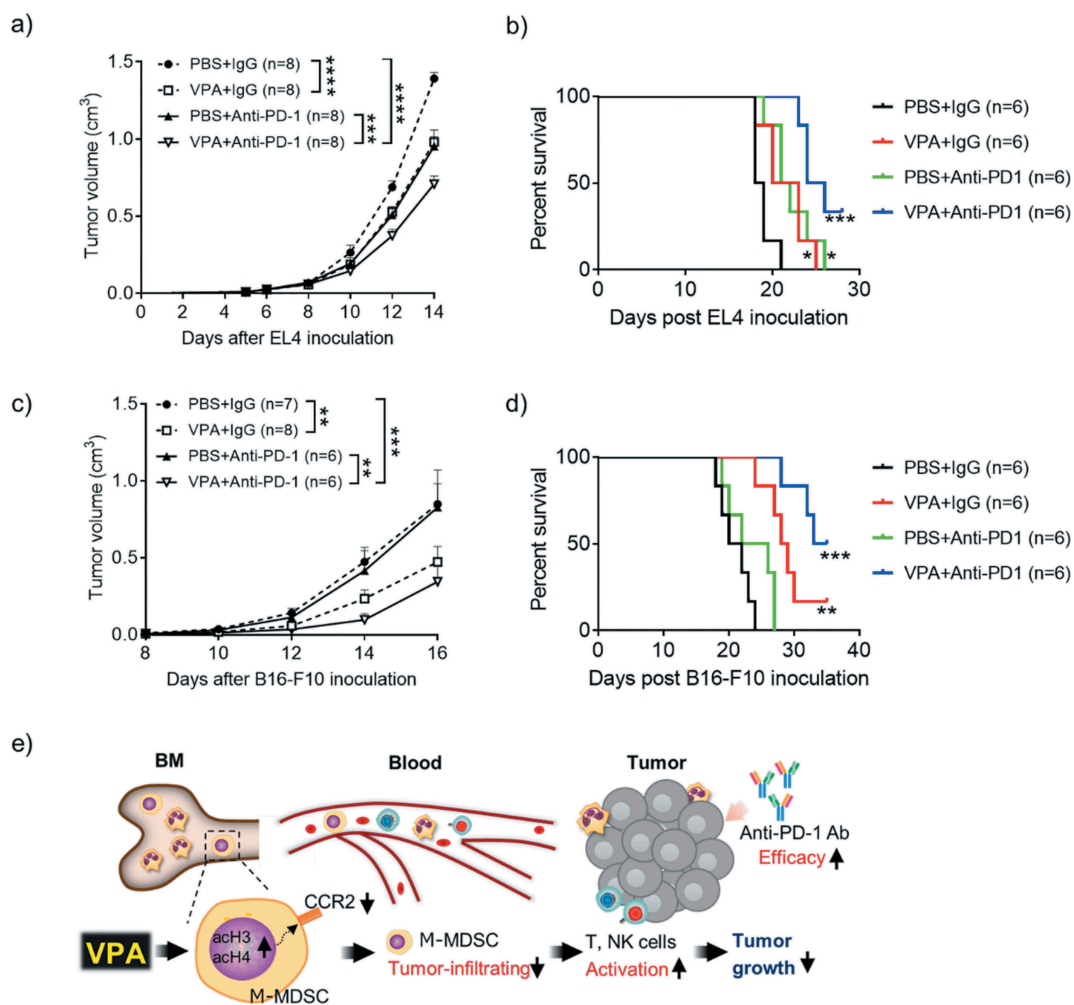 a)
PBS+IgG (n=8)
VPA+IgG (n=8)
PBS+Anti-PD-1 (n=8)
VPA+Anti-PD-1 (n=8)
****
***
****
Tumor volume (cm³)
1.5
1.0
0.5
0.0
0 2 4 6 8 10 12 14
Days after EL4 inoculation
b)
Percent survival
100
50
0
0 10 20 30
Days post EL4 inoculation
***
* *
PBS+IgG (n=6)
VPA+IgG (n=6)
PBS+Anti-PD1 (n=6)
VPA+Anti-PD1 (n=6)
c)
PBS+IgG (n=7)
VPA+IgG (n=8)
PBS+Anti-PD-1 (n=6)
VPA+Anti-PD-1 (n=6)
**
**
***
Tumor volume (cm³)
1.5
1.0
0.5
0.0
8 10 12 14 16
Days after B16-F10 inoculation
d)
Percent survival
100
50
0
0 10 20 30 40
Days post B16-F10 inoculation
***
**
PBS+IgG (n=6)
VPA+IgG (n=6)
PBS+Anti-PD1 (n=6)
VPA+Anti-PD1 (n=6)
e)
BM
Blood
Tumor
Anti-PD-1 Ab
Efficacy
CCR2
VPA
acH3
acH4
M-MDSC
M-MDSC
Tumor-infiltrating
T, NK cells
Activation
Tumor
growth